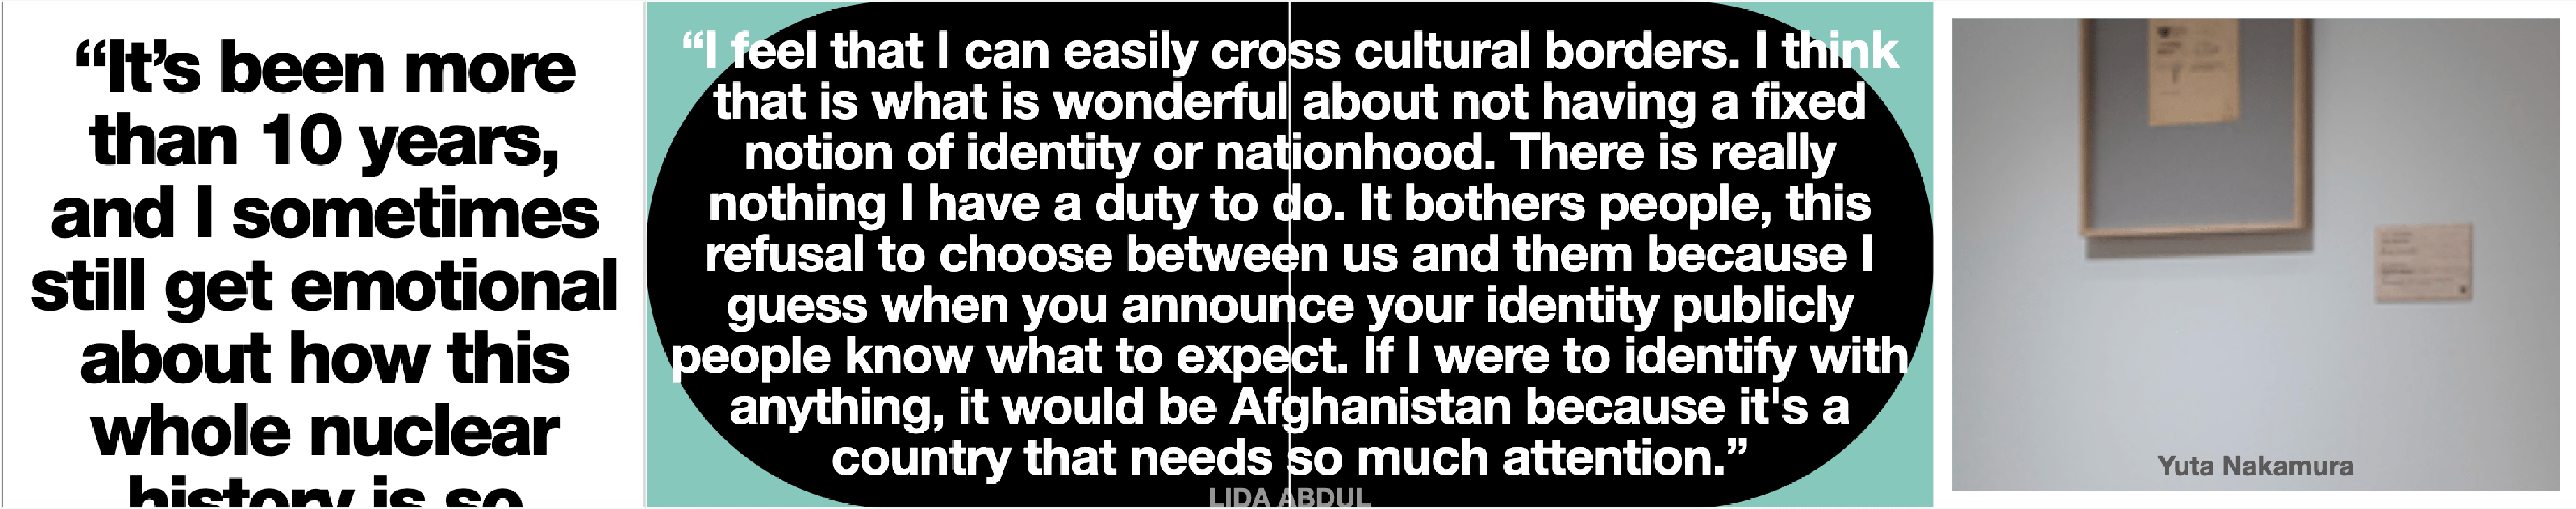 “It’s been more
than 10 years,
and I sometimes
still get emotional
about how this
whole nuclear
history is so
“I feel that I can easily cross cultural borders. I think
that is what is wonderful about not having a fixed
notion of identity or nationhood. There is really
nothing I have a duty to do. It bothers people, this
refusal to choose between us and them because I
guess when you announce your identity publicly
people know what to expect. If I were to identify with
anything, it would be Afghanistan because it's a
country that needs so much attention.”
LIDA ABDUL
Yuta Nakamura